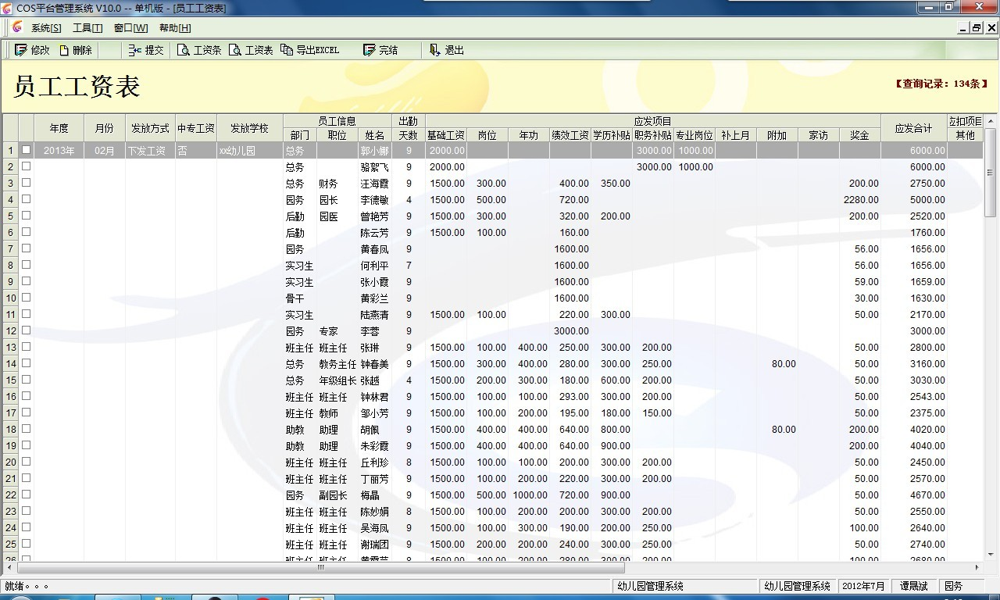 COS平台管理系统 V10.0 -- 单机版 - [员工工资表]
系统[S] 工具[T] 窗口[W] 帮助[H]
修改 删除 提交 工资条 工资表 导出EXCEL 完结 退出
员工工资表
【查询记录：134条】
年度 月份 发放方式 中专工资 发放学校 员工信息 出勤 应发项目 应发合计 应扣项目
部门 职位 姓名 天数 基础工资 岗位 年功 绩效工资 学历补贴 职务补贴 专业岗位 补上月 附加 家访 奖金 其他
1 2013年 02月 下发工资 否 xx幼儿园 总务 郭小娜 9 2000.00 3000.00 1000.00 6000.00
2 总务 骆絮飞 9 2000.00 3000.00 1000.00 6000.00
3 总务 财务 汪海霞 9 1500.00 300.00 400.00 350.00 200.00 2750.00
4 园务 园长 李德敏 4 1500.00 500.00 720.00 2280.00 5000.00
5 后勤 园医 曾艳芳 9 1500.00 300.00 320.00 200.00 200.00 2520.00
6 后勤 陈云芳 9 1500.00 100.00 160.00 1760.00
7 园务 黄春凤 9 1600.00 56.00 1656.00
8 实习生 何利平 7 1600.00 56.00 1656.00
9 实习生 张小霞 9 1600.00 59.00 1659.00
10 骨干 黄彩兰 9 1600.00 30.00 1630.00
11 实习生 陆燕清 9 1500.00 100.00 220.00 300.00 50.00 2170.00
12 园务 专家 李蓉 9 3000.00 3000.00
13 班主任 班主任 张琳 9 1500.00 100.00 400.00 250.00 300.00 200.00 50.00 2800.00
14 总务 教务主任 钟春美 9 1500.00 300.00 400.00 280.00 300.00 250.00 80.00 50.00 3160.00
15 总务 年级组长 张越 4 1500.00 200.00 300.00 180.00 600.00 200.00 50.00 3030.00
16 班主任 班主任 钟林君 9 1500.00 100.00 100.00 293.00 300.00 200.00 50.00 2543.00
17 班主任 教师 邹小芳 9 1500.00 100.00 200.00 195.00 180.00 150.00 50.00 2375.00
18 助教 助理 胡佩 9 1500.00 400.00 400.00 640.00 800.00 80.00 200.00 4020.00
19 助教 助理 朱彩霞 9 1500.00 400.00 400.00 640.00 900.00 200.00 4040.00
20 班主任 班主任 丘利珍 8 1500.00 100.00 100.00 200.00 300.00 200.00 50.00 2450.00
21 班主任 班主任 丁丽芳 9 1500.00 100.00 200.00 220.00 300.00 200.00 50.00 2570.00
22 园务 副园长 梅晶 9 1500.00 500.00 1000.00 720.00 900.00 50.00 4670.00
23 班主任 班主任 陈妙娟 8 1500.00 100.00 200.00 200.00 300.00 200.00 50.00 2550.00
24 班主任 班主任 吴海凤 9 1500.00 100.00 300.00 190.00 200.00 250.00 100.00 2640.00
25 班主任 班主任 谢瑞团 9 1500.00 200.00 200.00 240.00 300.00 250.00 50.00 2740.00
26 班主任 班主任 8 1500.00 100.00 200.00 280.00 300.00 200.00 100.00 2680.00
就绪。。。 幼儿园管理系统 幼儿园管理系统 2012年7月 谭晟斌 园务